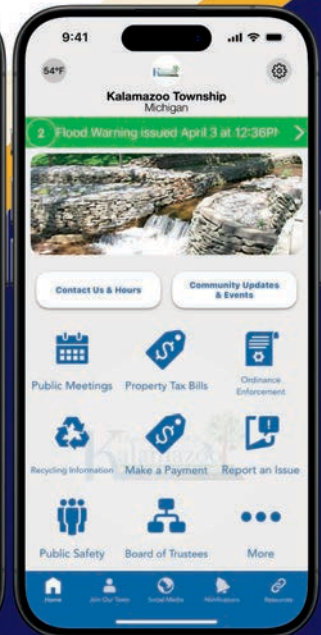 9:41
54°F
Kalamazoo Township
Michigan
2 Flood Warning issued April 3 at 12:36P
Contact Us & Hours
Community Updates
& Events
Public Meetings
Property Tax Bills
Ordinance
Enforcement
Kalamazoo
Recycling Information
Make a Payment
Report an Issue
Public Safety
Board of Trustees
More
Home
Join Our Team
Social Media
Notifications
Resources